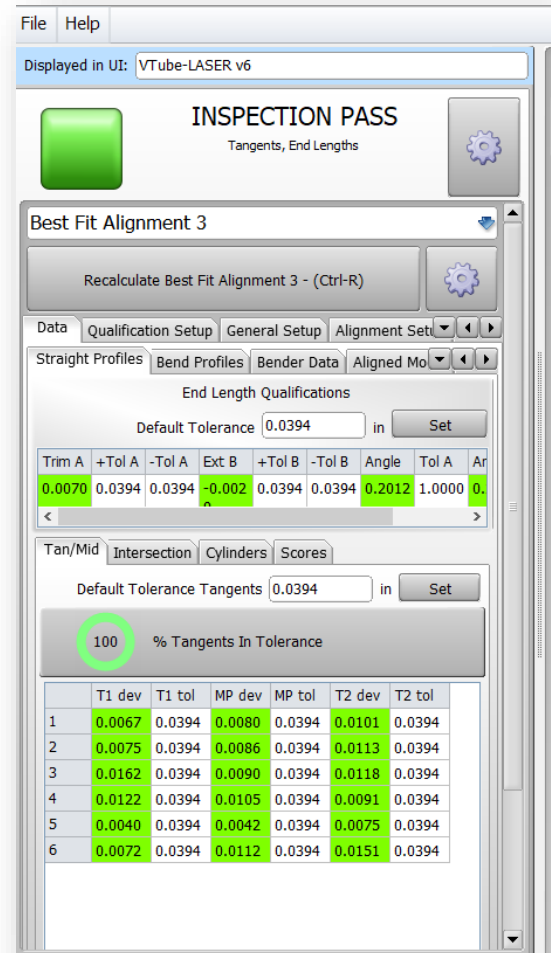 File Help
Displayed in UI: VTube-LASER v6
INSPECTION PASS
Tangents, End Lengths
Best Fit Alignment 3
Recalculate Best Fit Alignment 3 - (Ctrl-R)
Data Qualification Setup General Setup Alignment Setu
Straight Profiles Bend Profiles Bender Data Aligned Mo
End Length Qualifications
Default Tolerance 0.0394 in Set
Trim A +Tol A -Tol A Ext B +Tol B -Tol B Angle Tol A Ar
0.0070 0.0394 0.0394 -0.002 0.0394 0.0394 0.2012 1.0000 0.
Tan/Mid Intersection Cylinders Scores
Default Tolerance Tangents 0.0394 in Set
100 % Tangents In Tolerance
T1 dev T1 tol MP dev MP tol T2 dev T2 tol
1 0.0067 0.0394 0.0080 0.0394 0.0101 0.0394
2 0.0075 0.0394 0.0086 0.0394 0.0113 0.0394
3 0.0162 0.0394 0.0090 0.0394 0.0118 0.0394
4 0.0122 0.0394 0.0105 0.0394 0.0091 0.0394
5 0.0040 0.0394 0.0042 0.0394 0.0075 0.0394
6 0.0072 0.0394 0.0112 0.0394 0.0151 0.0394